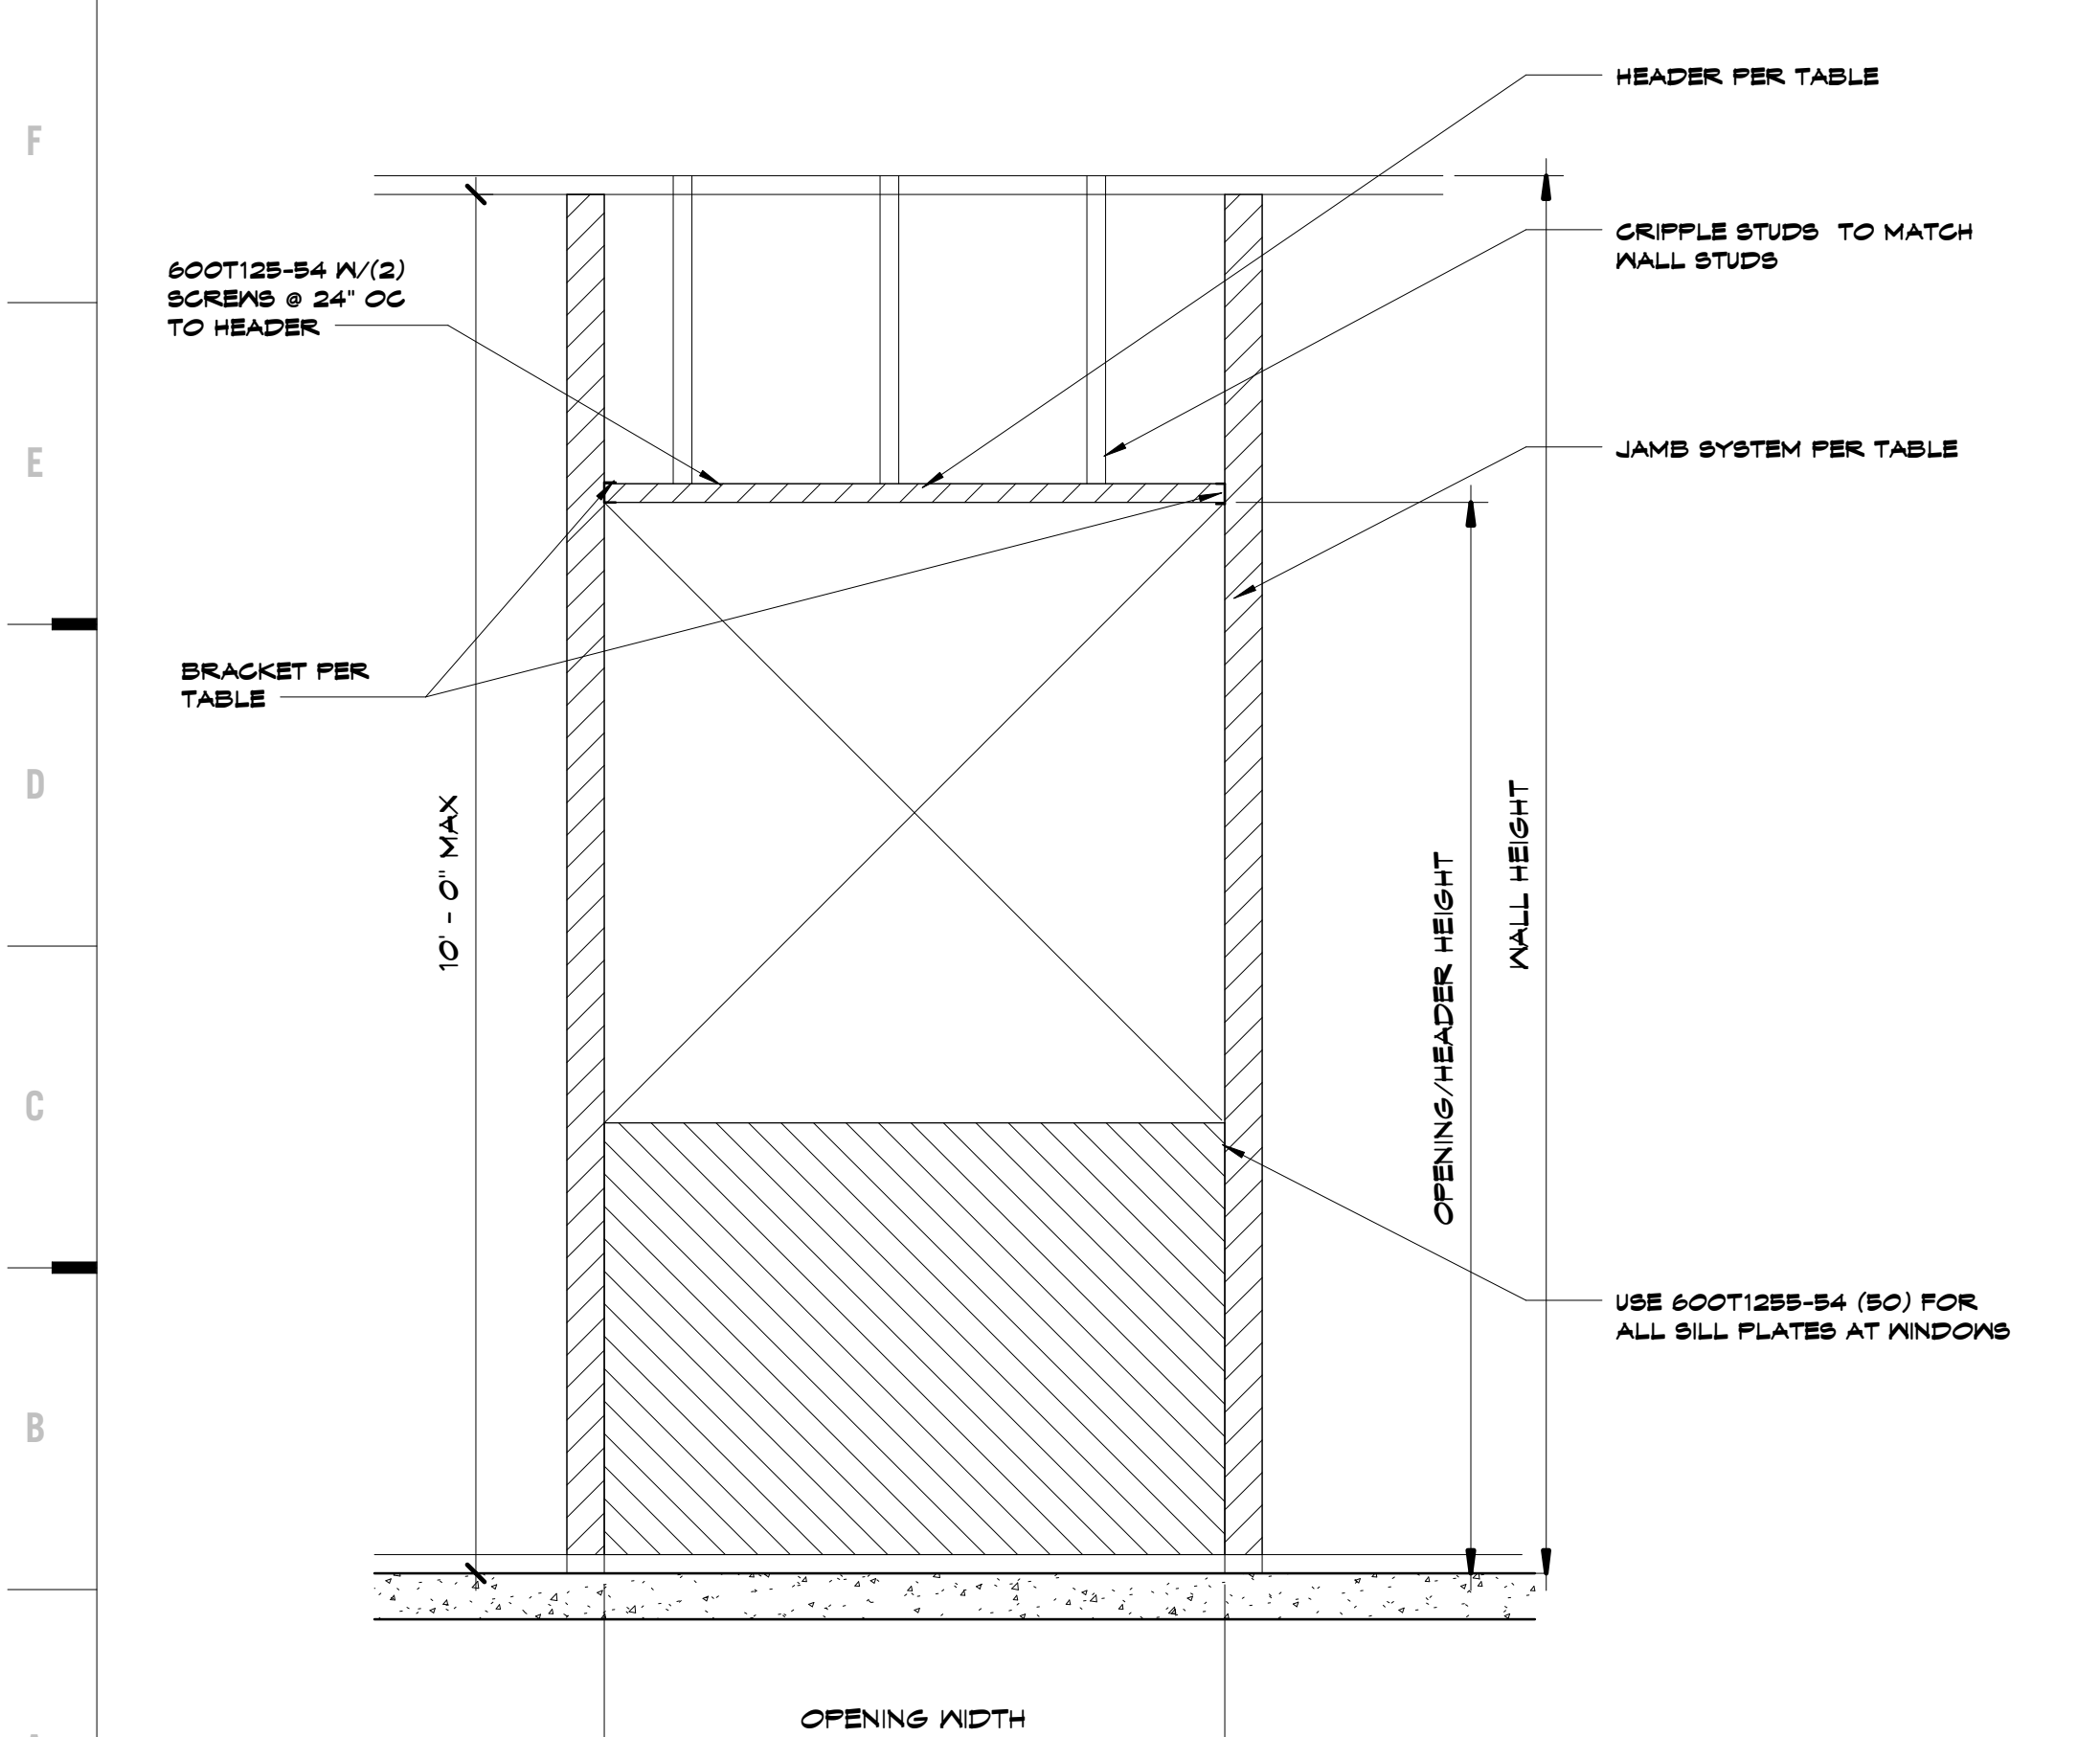 HEADER PER TABLE
F
CRIPPLE STUDS  TO MATCH
WALL STUDS
600T125-54 W/(2)
SCREWS @ 24" OC
TO HEADER
E
JAMB SYSTEM PER TABLE
BRACKET PER
TABLE
D
10' - 0" MAX
OPENING/HEADER HEIGHT
WALL HEIGHT
C
USE 600T1255-54 (50) FOR
ALL SILL PLATES AT WINDOWS
B
OPENING WIDTH